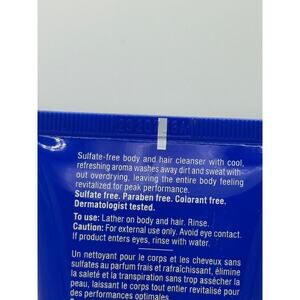 Sulfate-free body and hair cleanser with cool,
refreshing aroma washes away dirt and sweat with-
out overdrying, leaving the entire body feeling
revitalized for peak performance.
Sulfate free. Paraben free. Colorant free.
Dermatologist tested.
To use: Lather on body and hair. Rinse.
Caution: For external use only. Avoid eye contact.
If product enters eyes, rinse with water.
Un nettoyant pour le corps et les cheveux sans
sulfates au parfum frais et rafraîchissant, élimine
la saleté et la transpiration sans trop assécher la
peau, laissant le corps tout entier revitalisé pour
des performances optimales